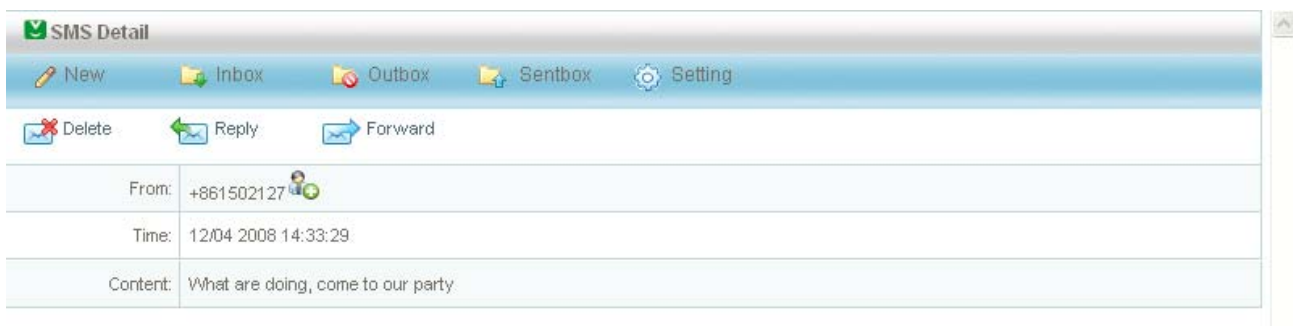 SMS Detail
New Inbox Outbox Sentbox Setting
Delete Reply Forward
From: +861502127
Time: 12/04 2008 14:33:29
Content: What are doing, come to our party